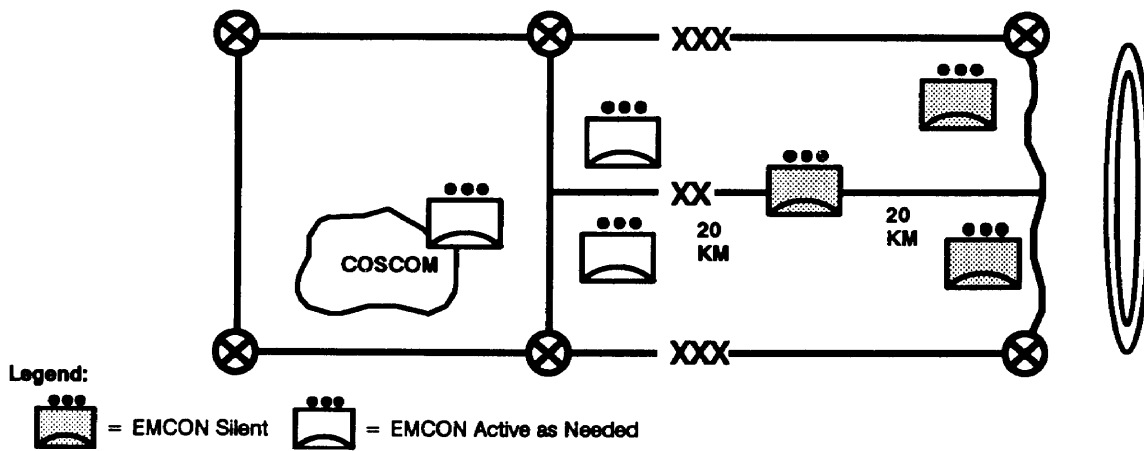 XXX
XX
20
KM
20
KM
COSCOM
XXX
Legend:
= EMCON Silent
= EMCON Active as Needed